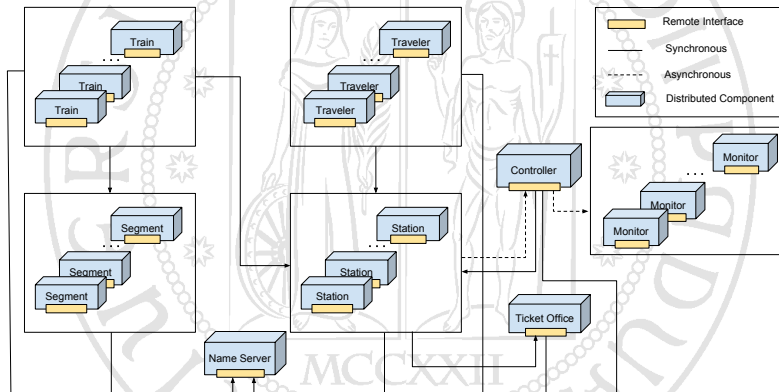 Train
...
Train
Train
Traveler
...
Traveler
Traveler
Remote Interface
Synchronous
Asynchronous
Distributed Component
Controller
Monitor
...
Monitor
Monitor
Segment
...
Segment
Segment
Station
...
Station
Station
Ticket Office
Name Server
MCCXXII